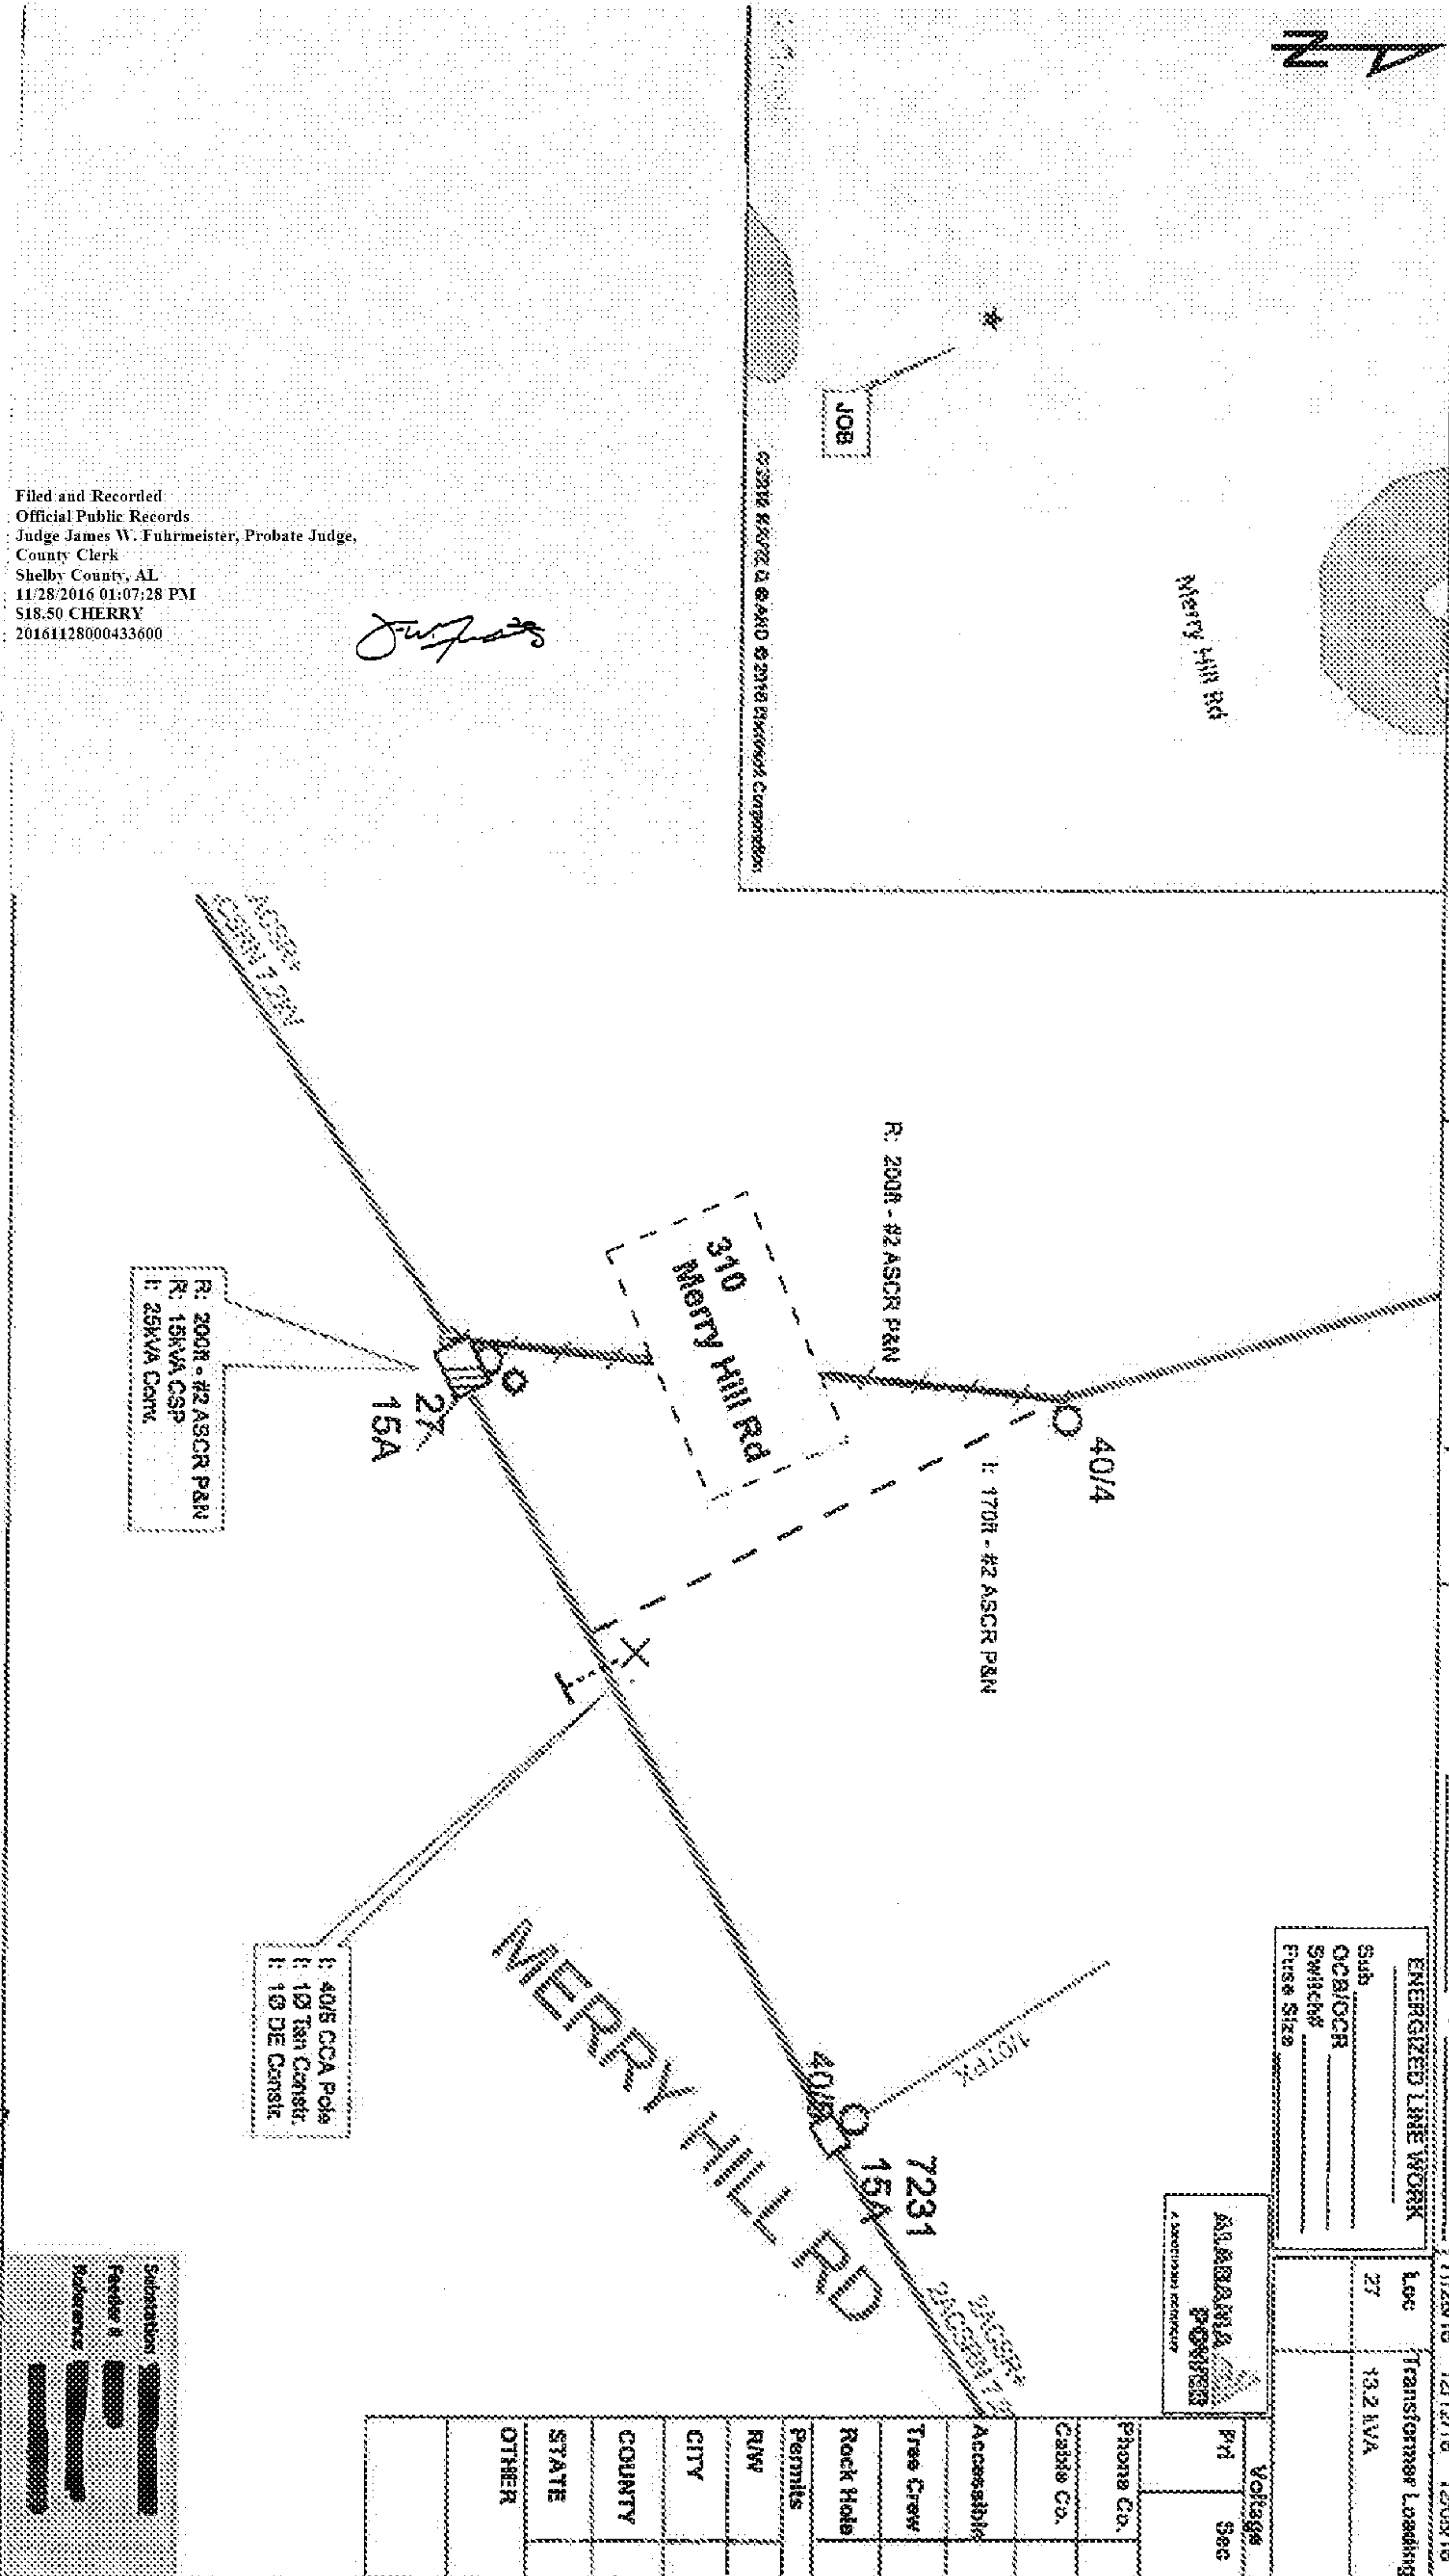 N
JOB
Merry Hill Rd
Filed and Recorded
Official Public Records
Judge James W. Fuhrmeister, Probate Judge,
County Clerk
Shelby County, AL
11/28/2016 01:07:28 PM
$18.50 CHERRY
20161128000433600
R: 200ft - #2 ASCR P&N
310
Merry Hill Rd
40/4
I: 170ft - #2 ASCR P&N
27
15A
R: 200ft - #2 ASCR P&N
R: 15kVA CSP
I: 25kVA Conv.
I: 40/5 CCA Pole
I: 1Ø Tan Constr.
I: 1Ø DE Constr.
MERRY HILL RD
1/0TPX
7231
15A
ENERGIZED LINE WORK
Sub
OCB/OCR
Switch#
Fuse Size
Loc
Transformer Loading
27
13.2 kVA
ALABAMA
POWER
A SOUTHERN COMPANY
Voltage
Pri
Sec
Phone Co.
Cable Co.
Accessible
Tree Crew
Rock Hole
Permits
R/W
CITY
COUNTY
STATE
OTHER
Substation
Feeder #
Reference